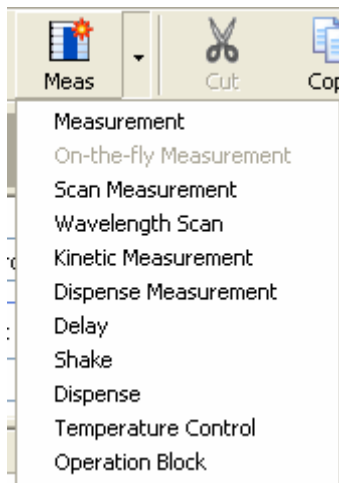 Meas Cut Cop
Measurement
On-the-fly Measurement
Scan Measurement
Wavelength Scan
Kinetic Measurement
Dispense Measurement
Delay
Shake
Dispense
Temperature Control
Operation Block